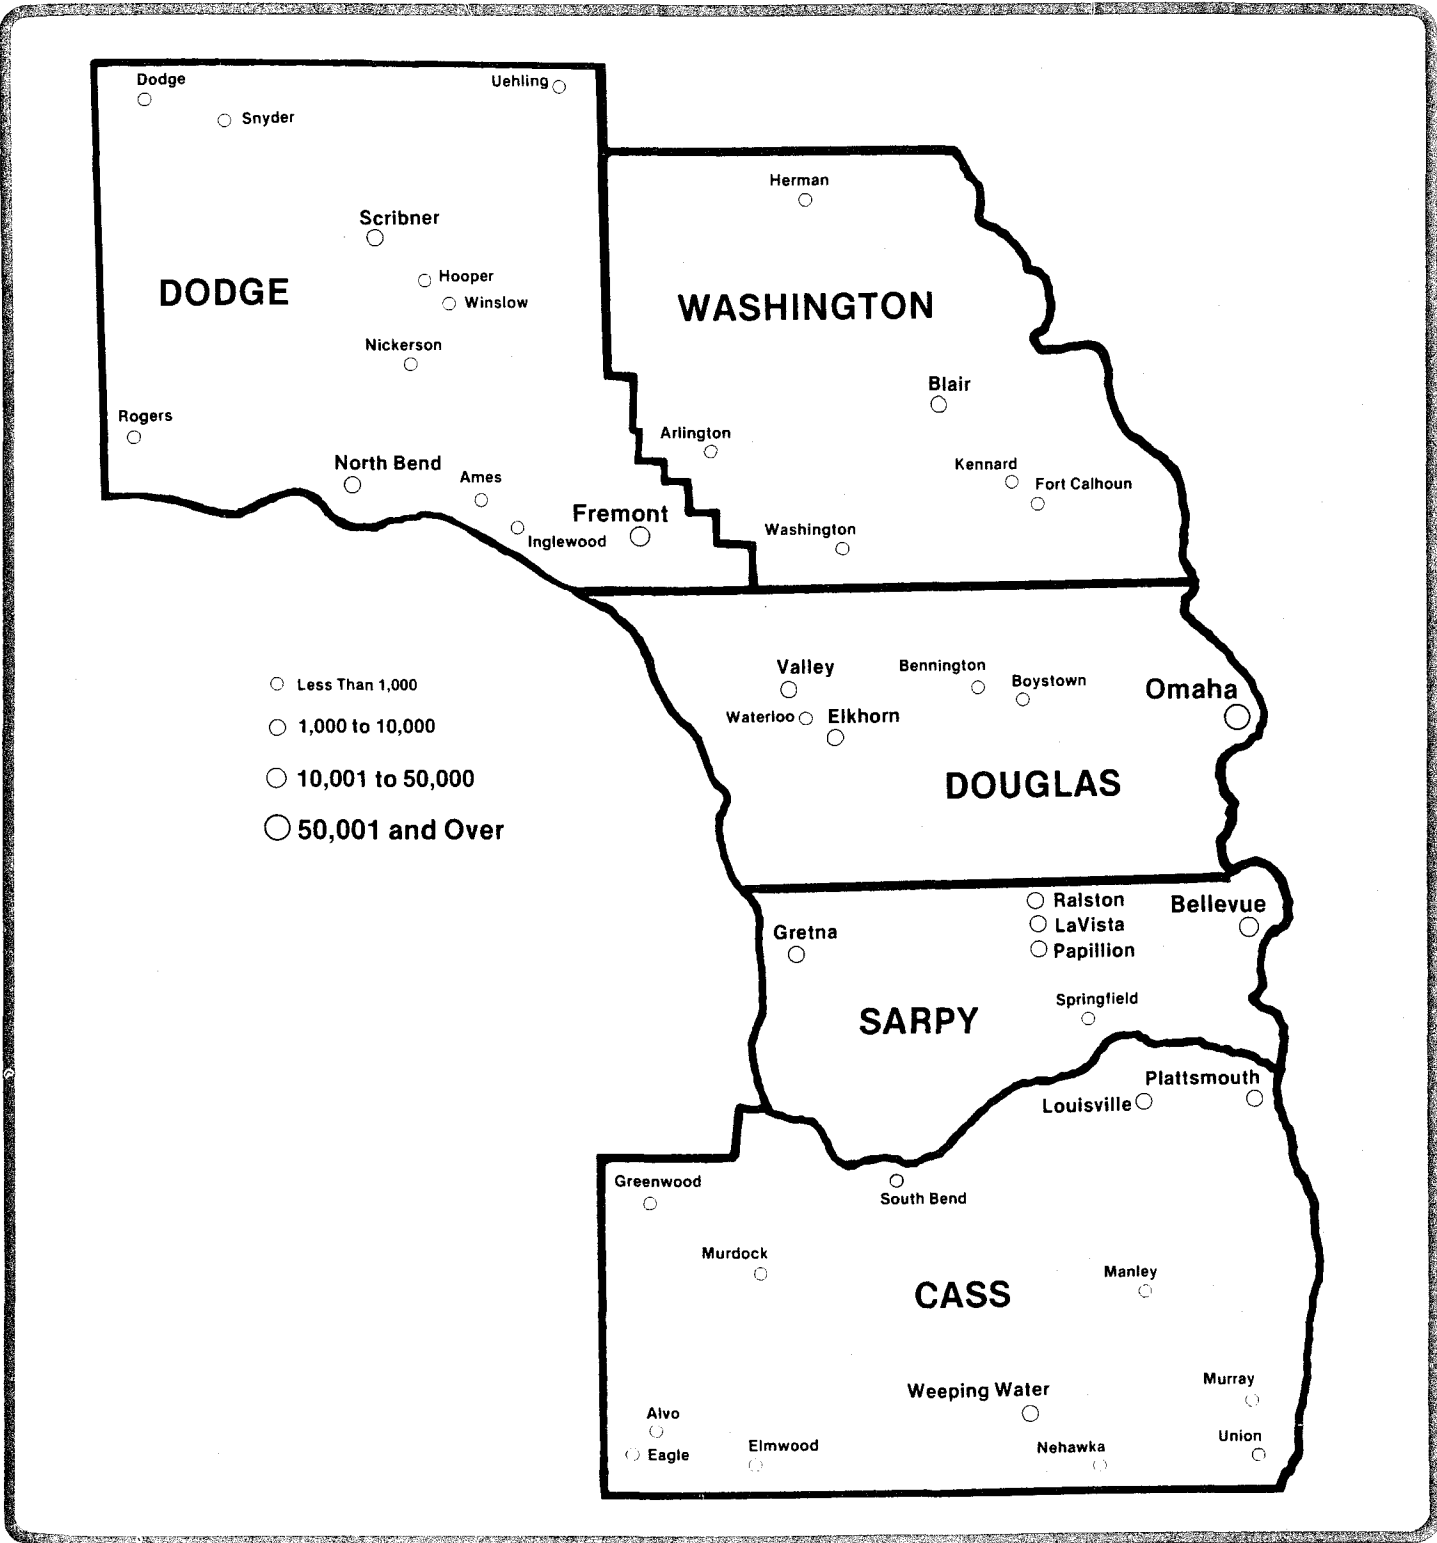 Dodge
Uehling
Snyder
Herman
Scribner
Hooper
DODGE
Winslow
WASHINGTON
Nickerson
Blair
Rogers
Arlington
North Bend
Ames
Kennard
Fort Calhoun
Fremont
Inglewood
Washington
Valley
Bennington
Boystown
Omaha
Waterloo
Elkhorn
DOUGLAS
Less Than 1,000
1,000 to 10,000
10,001 to 50,000
50,001 and Over
Ralston
Bellevue
LaVista
Gretna
Papillion
Springfield
SARPY
Plattsmouth
Louisville
Greenwood
South Bend
Murdock
Manley
CASS
Murray
Weeping Water
Alvo
Union
Eagle
Elmwood
Nehawka